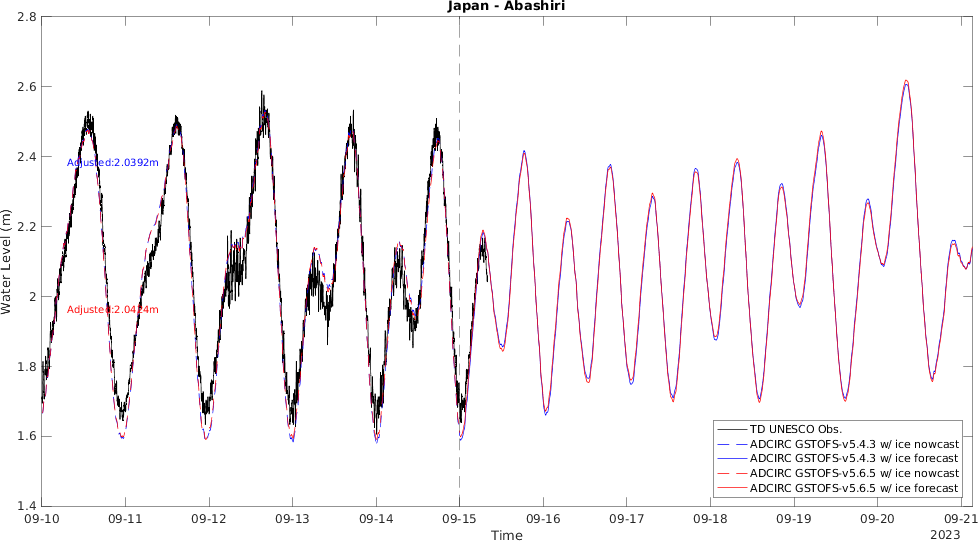 Japan - Abashiri
2.8
2.6
2.4
2.2
2
1.8
1.6
1.4
Water Level (m)
Adjusted:2.0392m
Adjusted:2.0424m
TD UNESCO Obs.
ADCIRC GSTOFS-v5.4.3 w/ ice nowcast
ADCIRC GSTOFS-v5.4.3 w/ ice forecast
ADCIRC GSTOFS-v5.6.5 w/ ice nowcast
ADCIRC GSTOFS-v5.6.5 w/ ice forecast
09-10 09-11 09-12 09-13 09-14 09-15 09-16 09-17 09-18 09-19 09-20 09-21
Time
2023